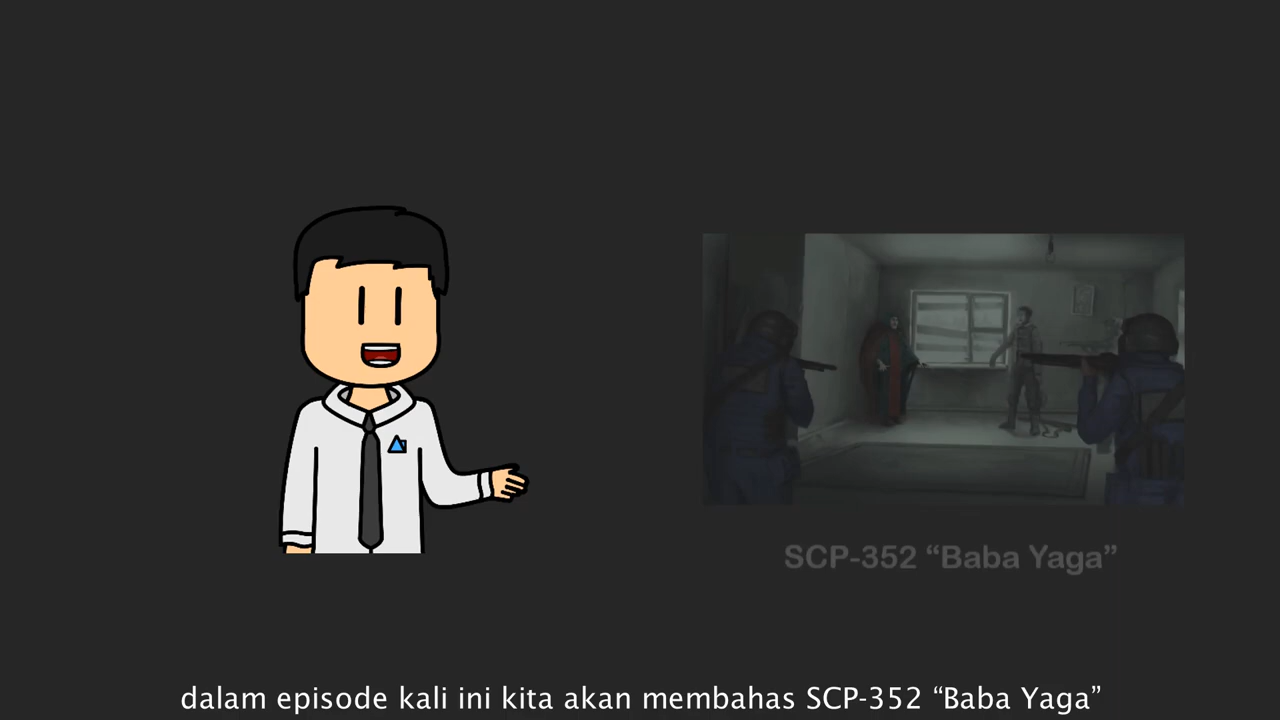 SCP-352 “Baba Yaga”
dalam episode kali ini kita akan membahas SCP-352 “Baba Yaga”